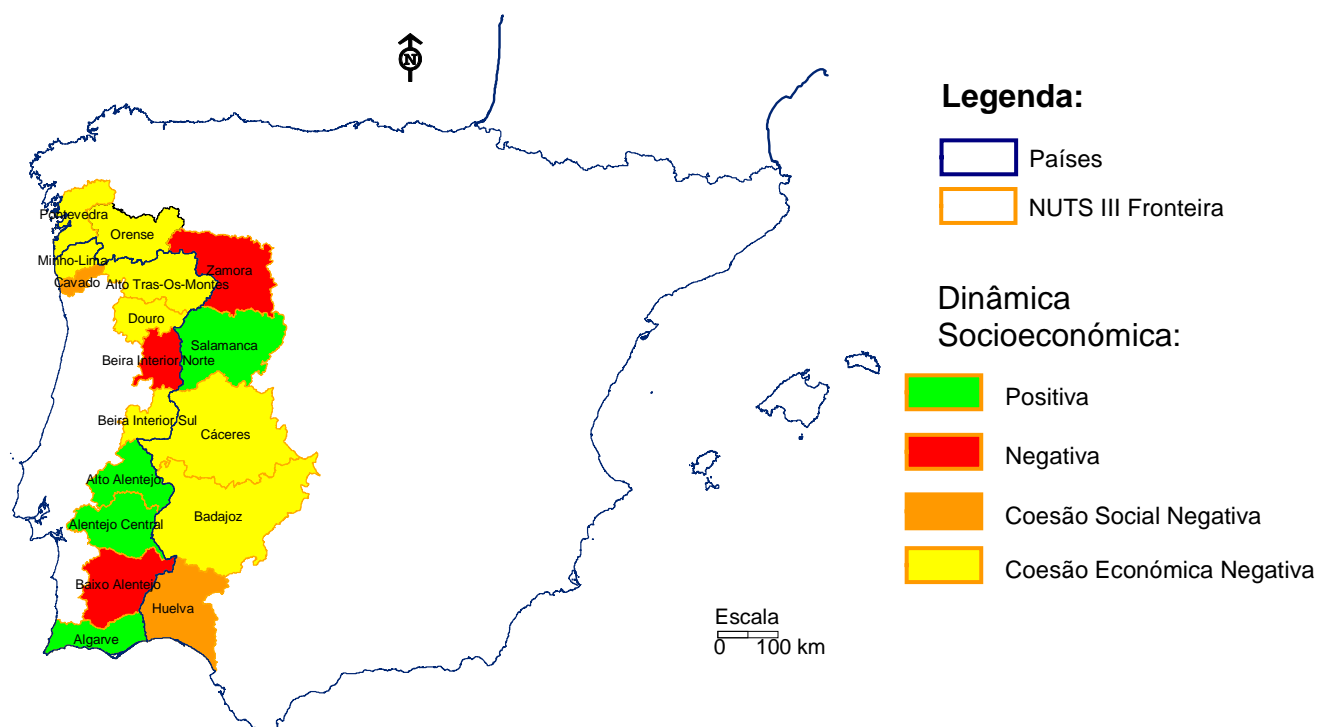 N
Legenda:
Países
NUTS III Fronteira
Dinâmica
Socioeconómica:
Positiva
Negativa
Coesão Social Negativa
Coesão Económica Negativa
Pontevedra
Orense
Minho-Lima
Zamora
Cavado
Alto Tras-Os-Montes
Douro
Salamanca
Beira Interior Norte
Beira Interior Sul
Cáceres
Alto Alentejo
Badajoz
Alentejo Central
Baixo Alentejo
Huelva
Algarve
Escala
0 100 km